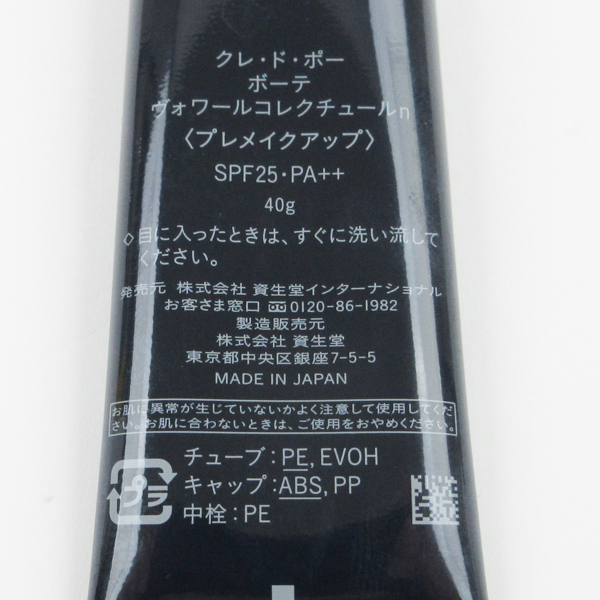 クレ・ド・ポー
ボーテ
ヴォワールコレクチュールn
〈プレメイクアップ〉
SPF25・PA++
40g
◇目に入ったときは、すぐに洗い流して
ください。
発売元 株式会社 資生堂インターナショナル
お客さま窓口 0120-86-1982
製造販売元
株式会社 資生堂
東京都中央区銀座7-5-5
MADE IN JAPAN
お肌に異常が生じていないかよく注意して使用してくだ
さい。お肌に合わないときは、ご使用をおやめください。
チューブ:PE,EVOH
キャップ:ABS,PP
中栓:PE
プラ